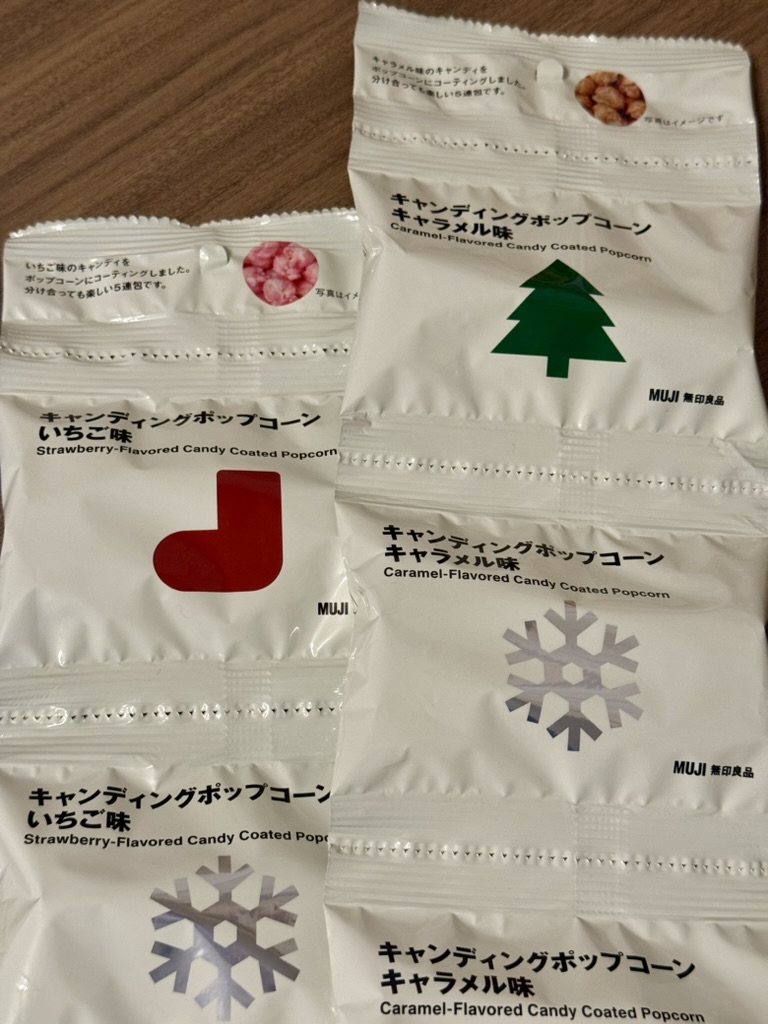 いちご味のキャンディを
ポップコーンにコーティングしました。
分け合っても楽しい5連包です。
写真はイメ
キャンディングポップコーン
いちご味
Strawberry-Flavored Candy Coated Popcorn
MUJI
キャンディングポップコーン
いちご味
Strawberry-Flavored Candy Coated Pop
キャラメル味のキャンディを
ポップコーンにコーティングしました。
分け合っても楽しい5連包です。
写真はイメージです
キャンディングポップコーン
キャラメル味
Caramel-Flavored Candy Coated Popcorn
MUJI 無印良品
キャンディングポップコーン
キャラメル味
Caramel-Flavored Candy Coated Popcorn
MUJI 無印良品
キャンディングポップコーン
キャラメル味
Caramel-Flavored Candy Coated Popcorn